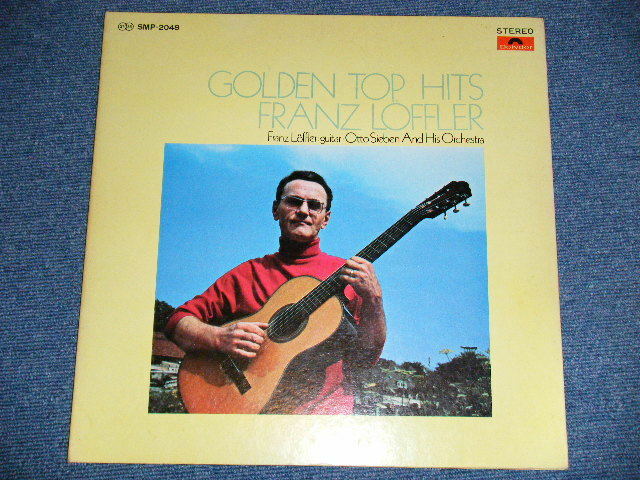 SMP-2049
STEREO
Polydor
GOLDEN TOP HITS
FRANZ LÖFFLER
Franz Löffler-guitar·Otto Sieben And His Orchestra